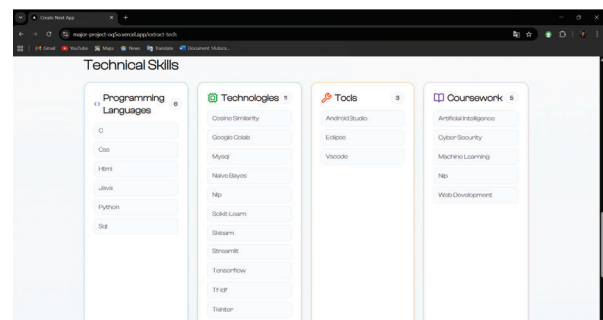 Create Next App
major-project-oq5o.vercel.app/extract-tech
Gmail
YouTube
Maps
News
Translate
Technical Skills
Programming Languages 6
C
Css
Html
Java
Python
Sql
Technologies 11
Cosine Similarity
Google Colab
Mysql
Naive Bayes
Nlp
Scikit-Learn
Sklearn
Streamlit
Tensorflow
Tf-Idf
Tkinter
Tools 3
Android Studio
Eclipse
Vscode
Coursework 5
Artificial Intelligence
Cyber Security
Machine Learning
Nlp
Web Development